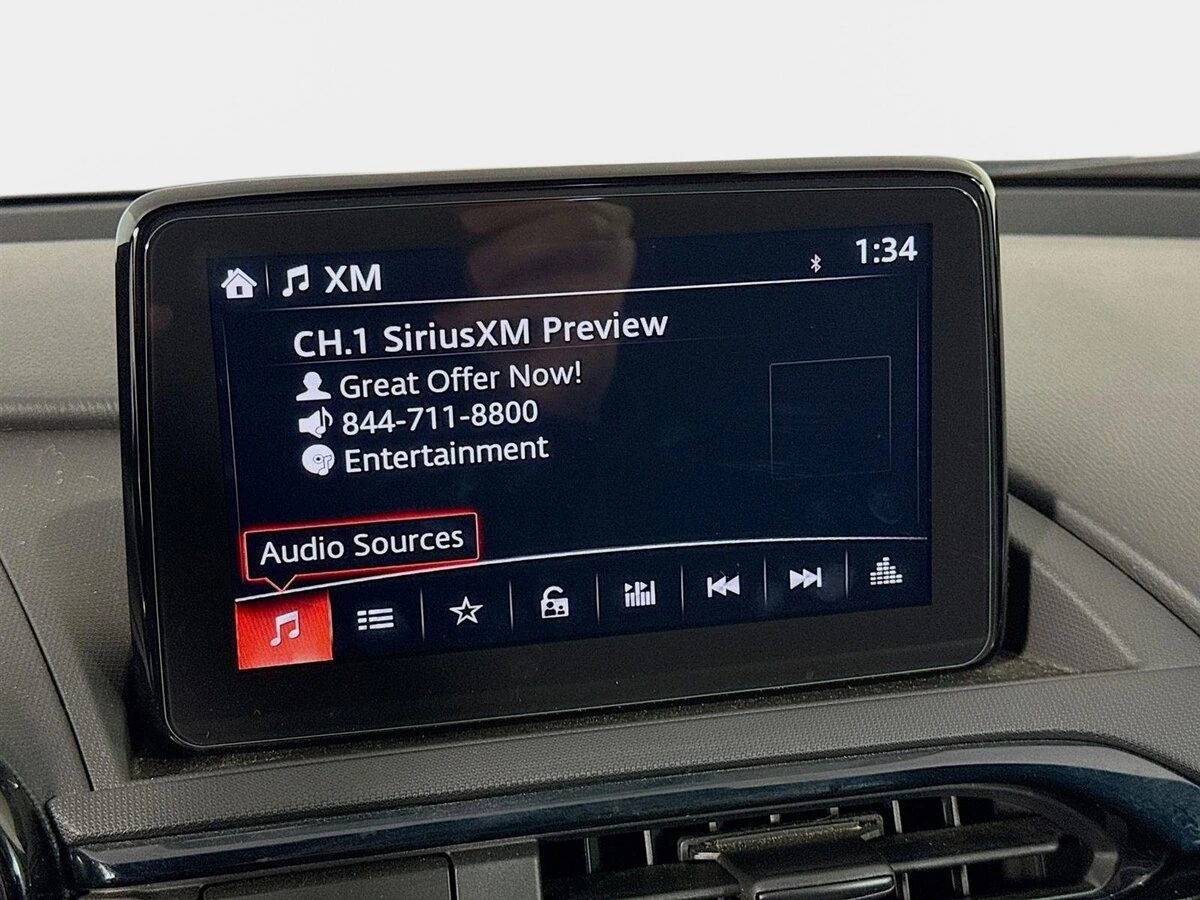 XM
1:34
CH.1 SiriusXM Preview
Great Offer Now!
844-711-8800
Entertainment
Audio Sources